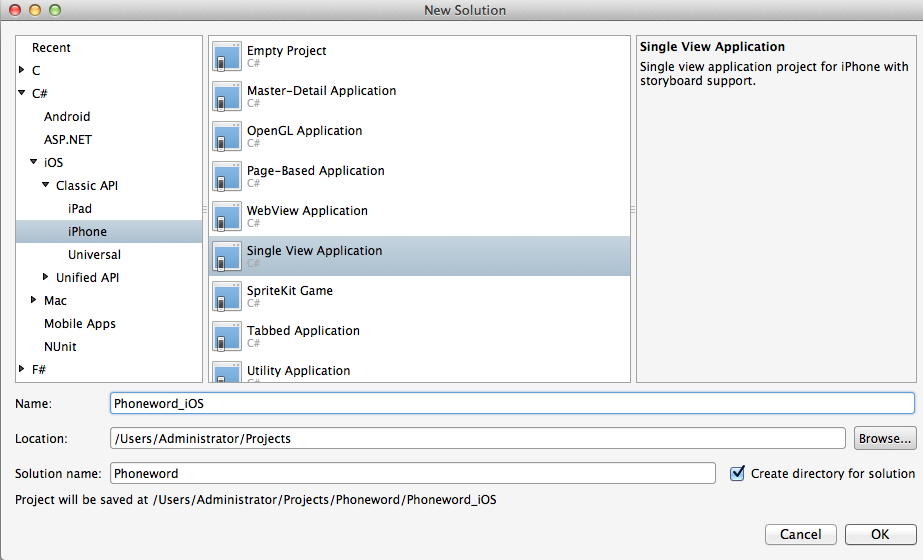 New Solution
Recent
C
C#
Android
ASP.NET
iOS
Classic API
iPad
iPhone
Universal
Unified API
Mac
Mobile Apps
NUnit
F#
Empty Project
C#
Master-Detail Application
C#
OpenGL Application
C#
Page-Based Application
C#
WebView Application
C#
Single View Application
C#
SpriteKit Game
C#
Tabbed Application
C#
Utility Application
C#
Single View Application
Single view application project for iPhone with
storyboard support.
Name: Phoneword_iOS
Location: /Users/Administrator/Projects Browse...
Solution name: Phoneword Create directory for solution
Project will be saved at /Users/Administrator/Projects/Phoneword/Phoneword_iOS
Cancel OK